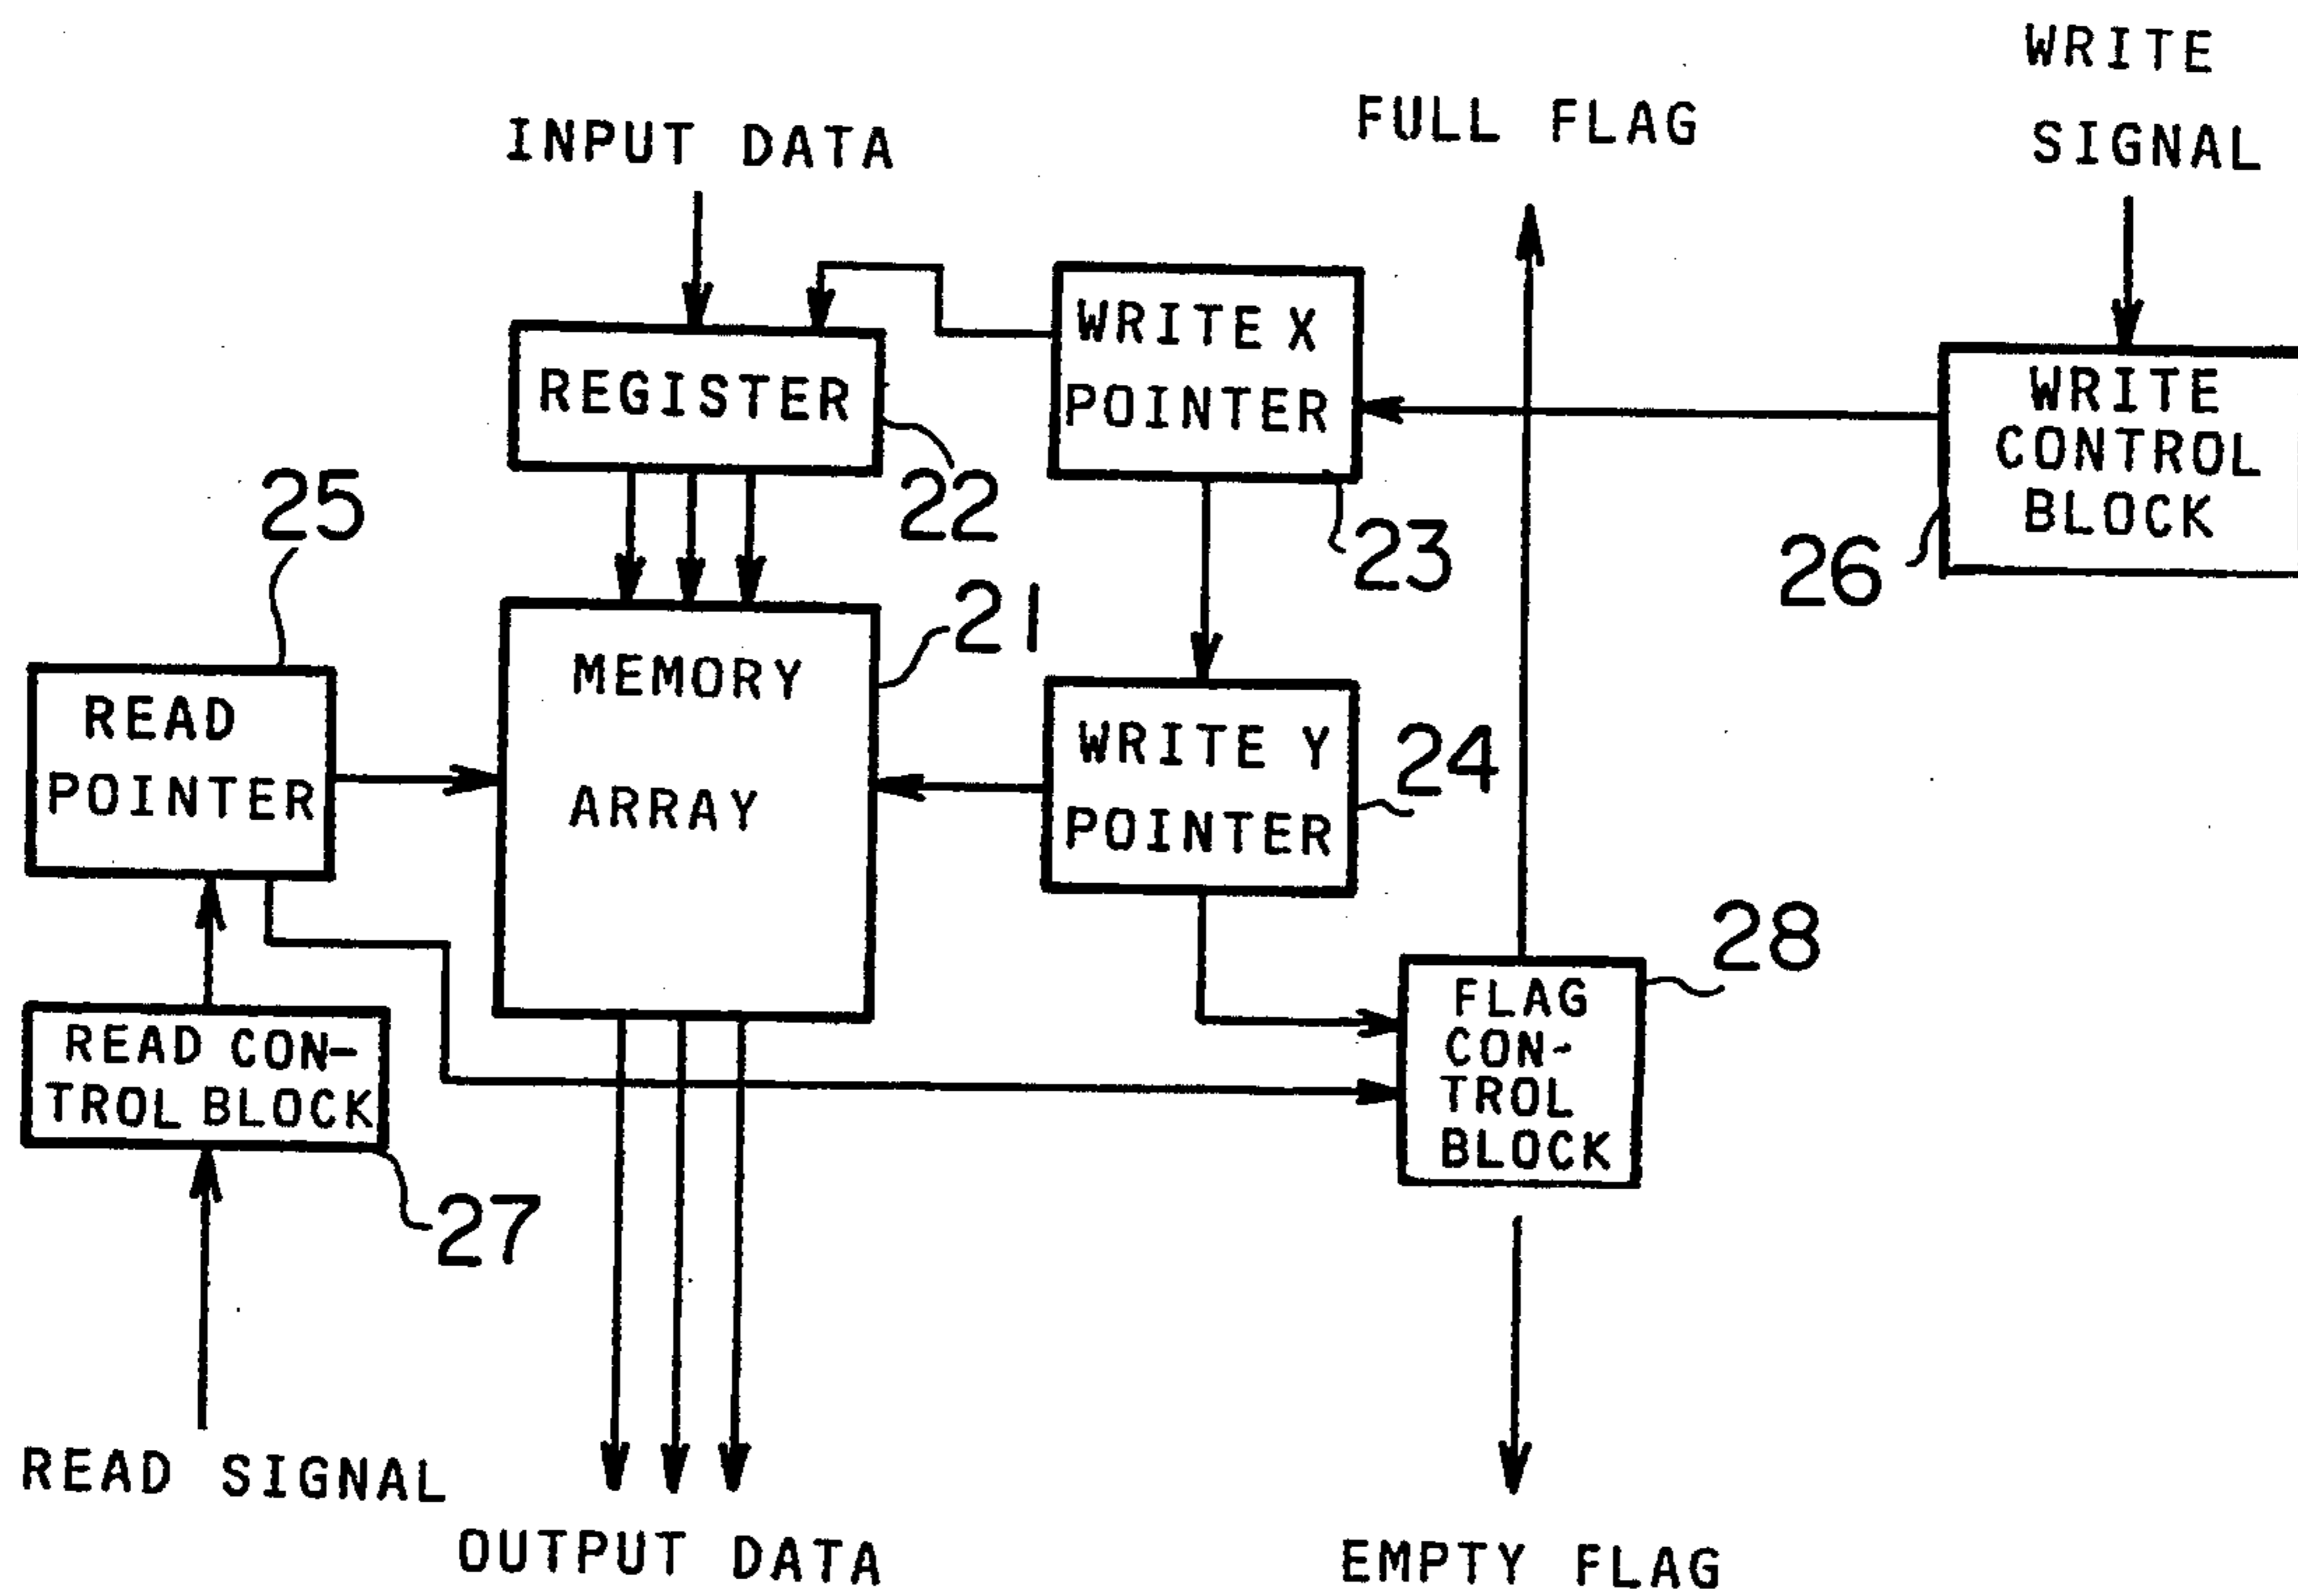 WRITE
SIGNAL
INPUT DATA
FULL FLAG
WRITE X
POINTER
REGISTER
WRITE
CONTROL
BLOCK
22
23
26
25
21
MEMORY
ARRAY
READ
POINTER
WRITE Y
POINTER
24
28
FLAG
CON-
TROL
BLOCK
READ CON-
TROL BLOCK
27
READ SIGNAL
OUTPUT DATA
EMPTY FLAG